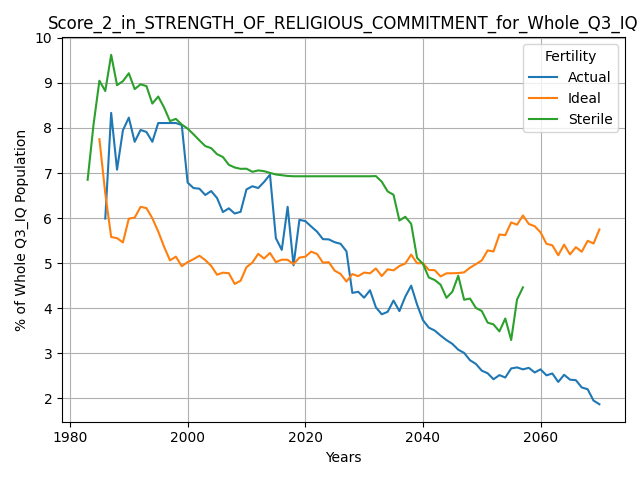 Score_2_in_STRENGTH_OF_RELIGIOUS_COMMITMENT_for_Whole_Q3_IQ
Fertility
Actual
Ideal
Sterile
% of Whole Q3_IQ Population
10
9
8
7
6
5
4
3
2
1980
2000
2020
2040
2060
Years